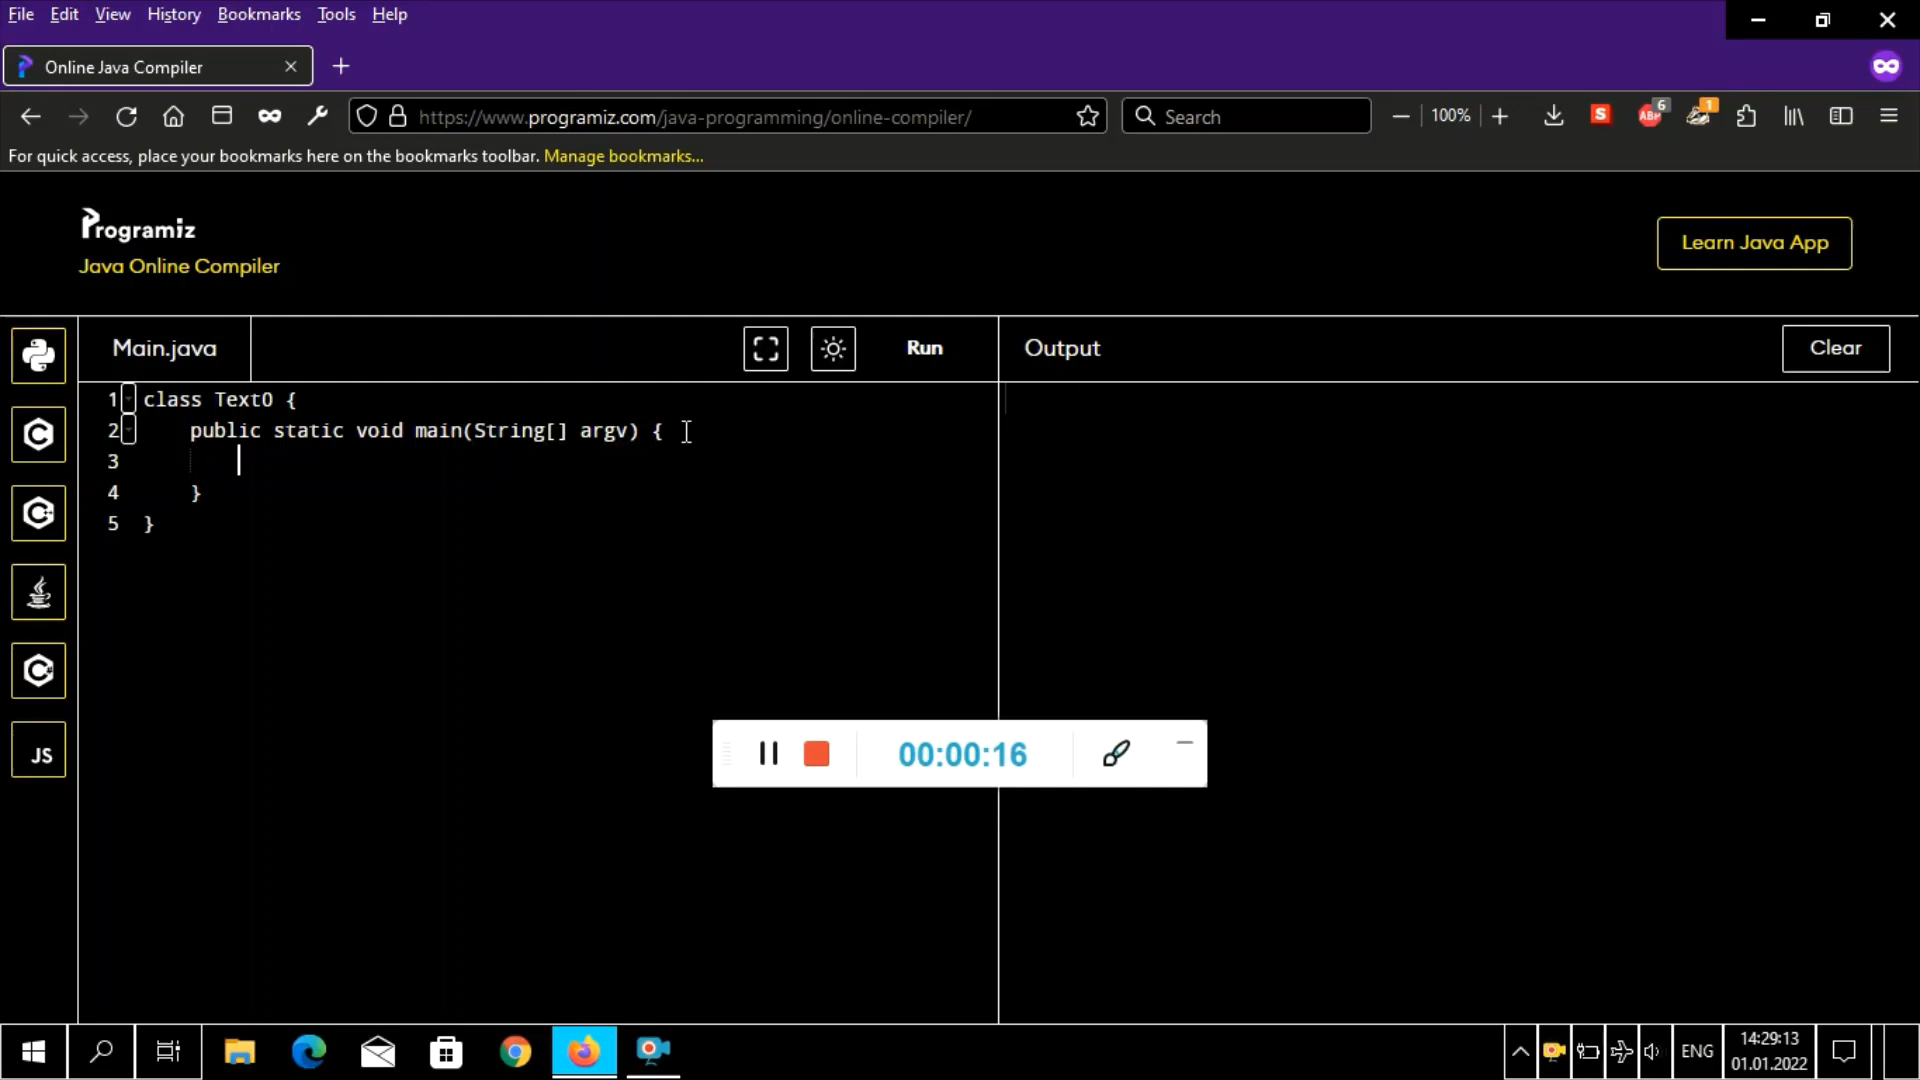 File Edit View History Bookmarks Tools Help
Online Java Compiler
https://www.programiz.com/java-programming/online-compiler/
Search
100%
S
ABP
6
1
For quick access, place your bookmarks here on the bookmarks toolbar. Manage bookmarks...
Programiz
Java Online Compiler
Learn Java App
Main.java
Run
Output
Clear
1 class Text0 {
2 public static void main(String[] argv) {
3
4 }
5 }
JS
00:00:16
ENG
14:29:13
01.01.2022